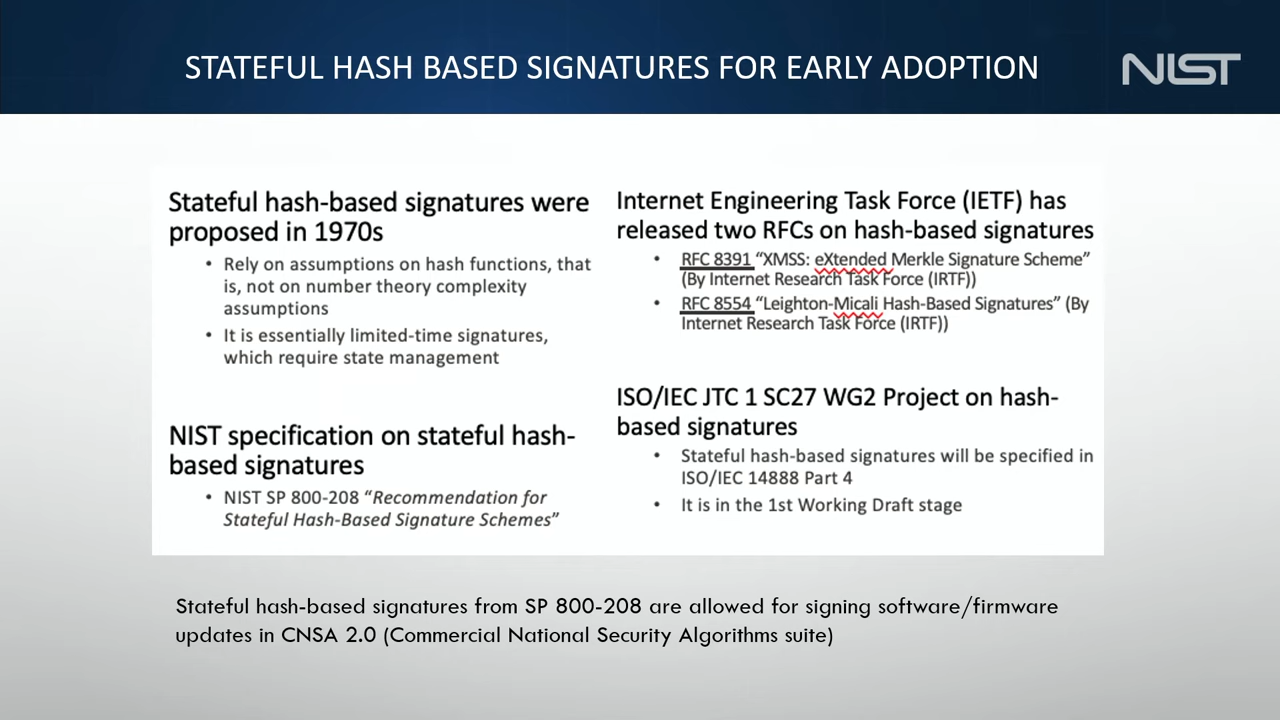 STATEFUL HASH BASED SIGNATURES FOR EARLY ADOPTION
NIST
Stateful hash-based signatures were
proposed in 1970s
• Rely on assumptions on hash functions, that
is, not on number theory complexity
assumptions
• It is essentially limited-time signatures,
which require state management
NIST specification on stateful hash-
based signatures
• NIST SP 800-208 “Recommendation for
Stateful Hash-Based Signature Schemes”
Internet Engineering Task Force (IETF) has
released two RFCs on hash-based signatures
• RFC 8391 “XMSS: eXtended Merkle Signature Scheme”
(By Internet Research Task Force (IRTF))
• RFC 8554 “Leighton-Micali Hash-Based Signatures” (By
Internet Research Task Force (IRTF))
ISO/IEC JTC 1 SC27 WG2 Project on hash-
based signatures
• Stateful hash-based signatures will be specified in
ISO/IEC 14888 Part 4
• It is in the 1st Working Draft stage
Stateful hash-based signatures from SP 800-208 are allowed for signing software/firmware
updates in CNSA 2.0 (Commercial National Security Algorithms suite)